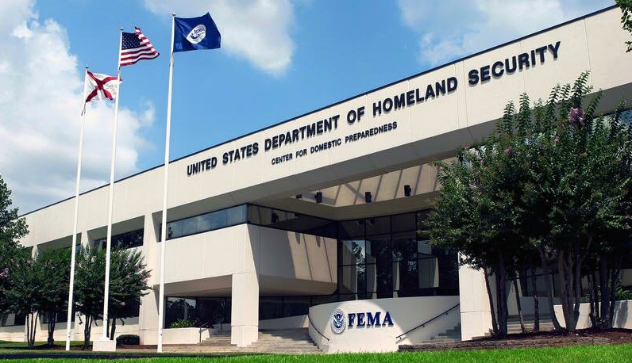 UNITED STATES DEPARTMENT OF HOMELAND SECURITY
CENTER FOR DOMESTIC PREPAREDNESS
FEMA